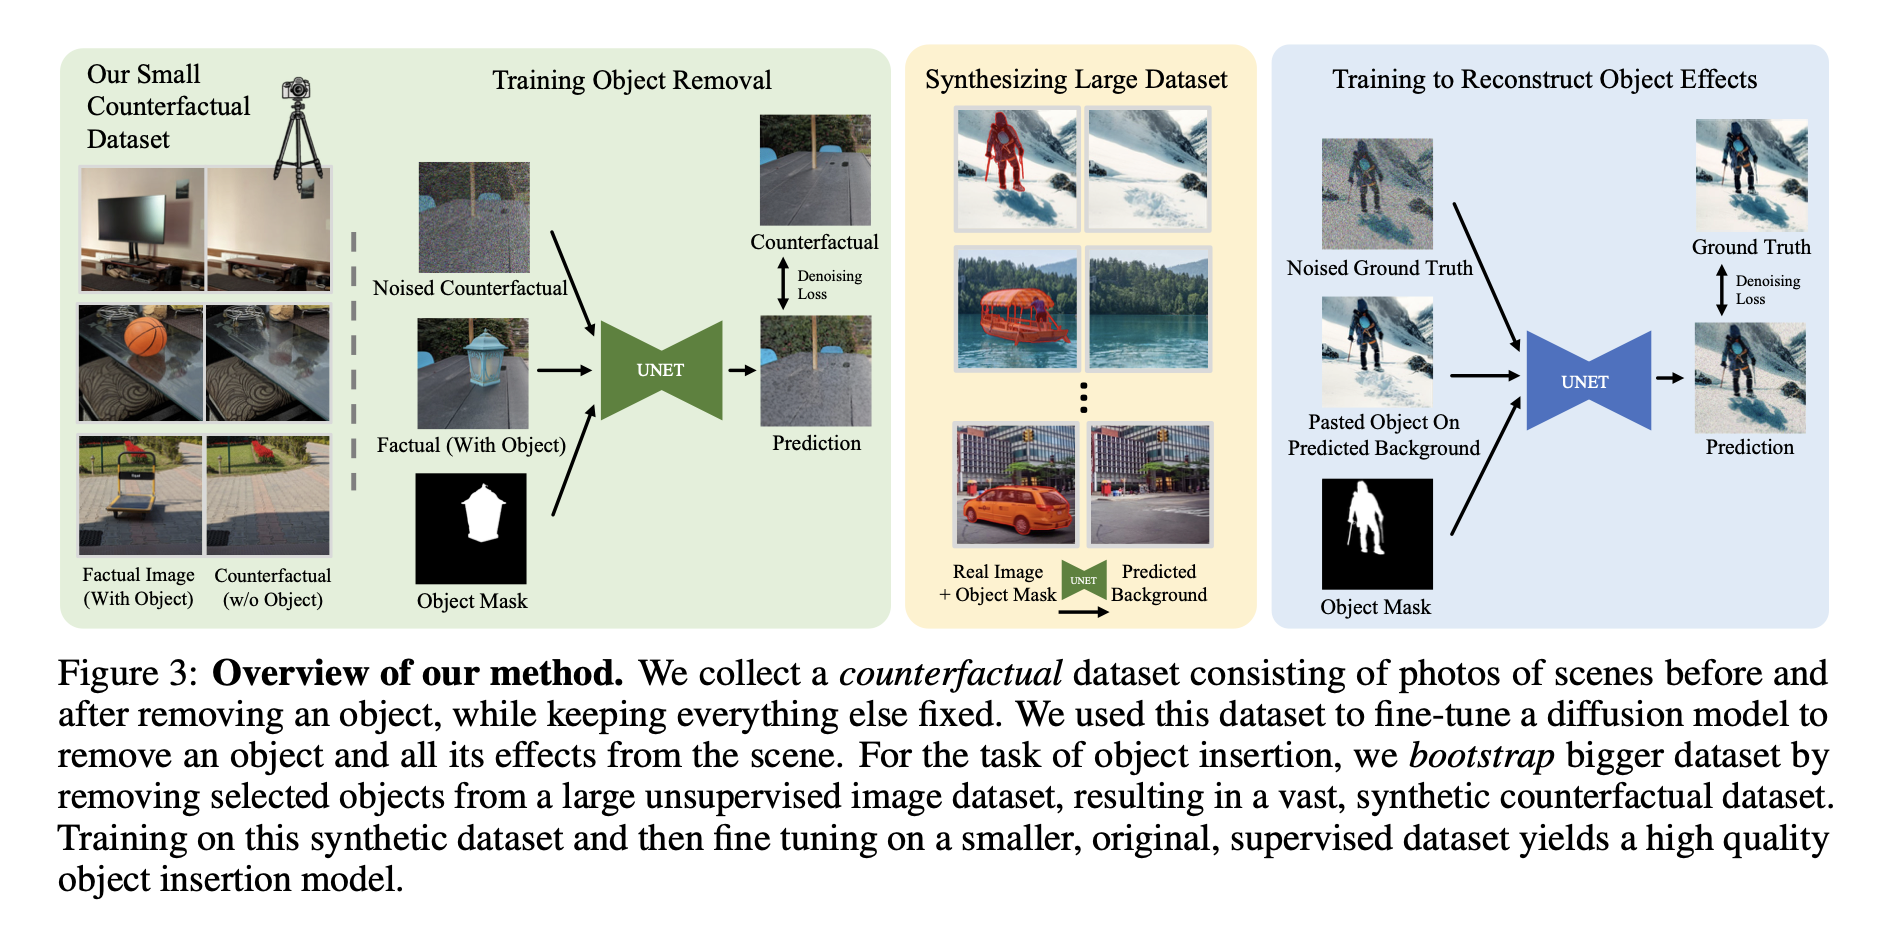 Our Small
Counterfactual
Dataset
Factual Image
(With Object)
Counterfactual
(w/o Object)
Training Object Removal
Noised Counterfactual
Factual (With Object)
Object Mask
UNET
Counterfactual
Denoising
Loss
Prediction
Synthesizing Large Dataset
Real Image
+ Object Mask
UNET
Predicted
Background
Training to Reconstruct Object Effects
Noised Ground Truth
Pasted Object On
Predicted Background
Object Mask
UNET
Ground Truth
Denoising
Loss
Prediction
Figure 3: Overview of our method. We collect a counterfactual dataset consisting of photos of scenes before and
after removing an object, while keeping everything else fixed. We used this dataset to fine-tune a diffusion model to
remove an object and all its effects from the scene. For the task of object insertion, we bootstrap bigger dataset by
removing selected objects from a large unsupervised image dataset, resulting in a vast, synthetic counterfactual dataset.
Training on this synthetic dataset and then fine tuning on a smaller, original, supervised dataset yields a high quality
object insertion model.